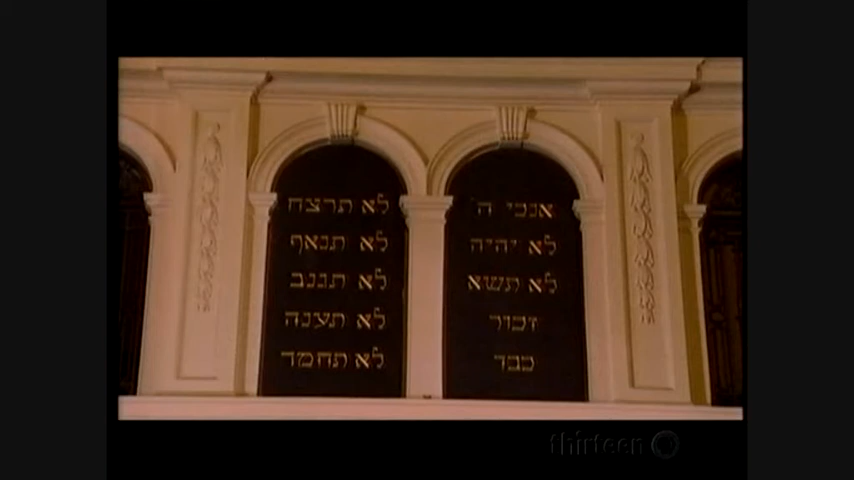 אנכי ה'
לא יהיה
לא תשא
זכור
כבד
לא תרצח
לא תנאף
לא תגנב
לא תענה
לא תחמד
thirteen